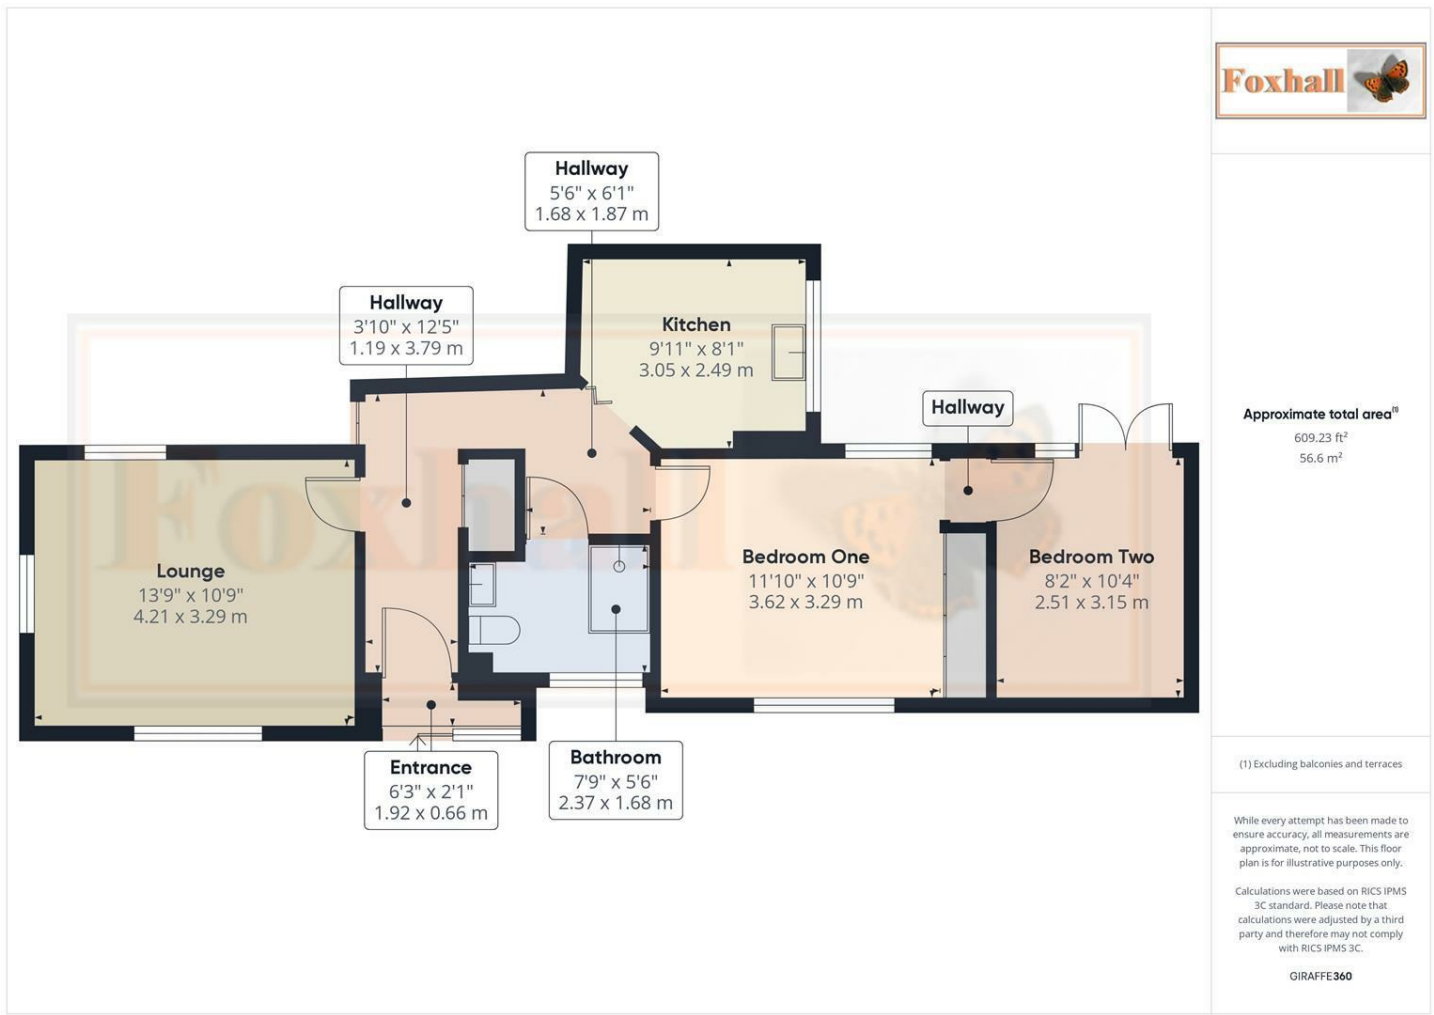 Foxhall
Hallway
5'6" x 6'1"
1.68 x 1.87 m
Hallway
3'10" x 12'5"
1.19 x 3.79 m
Kitchen
9'11" x 8'1"
3.05 x 2.49 m
Hallway
Foxhall
Lounge
13'9" x 10'9"
4.21 x 3.29 m
Bedroom One
11'10" x 10'9"
3.62 x 3.29 m
Bedroom Two
8'2" x 10'4"
2.51 x 3.15 m
Entrance
6'3" x 2'1"
1.92 x 0.66 m
Bathroom
7'9" x 5'6"
2.37 x 1.68 m
Approximate total area(1)
609.23 ft²
56.6 m²
(1) Excluding balconies and terraces
While every attempt has been made to
ensure accuracy, all measurements are
approximate, not to scale. This floor
plan is for illustrative purposes only.
Calculations were based on RICS IPMS
3C standard. Please note that
calculations were adjusted by a third
party and therefore may not comply
with RICS IPMS 3C.
GIRAFFE360